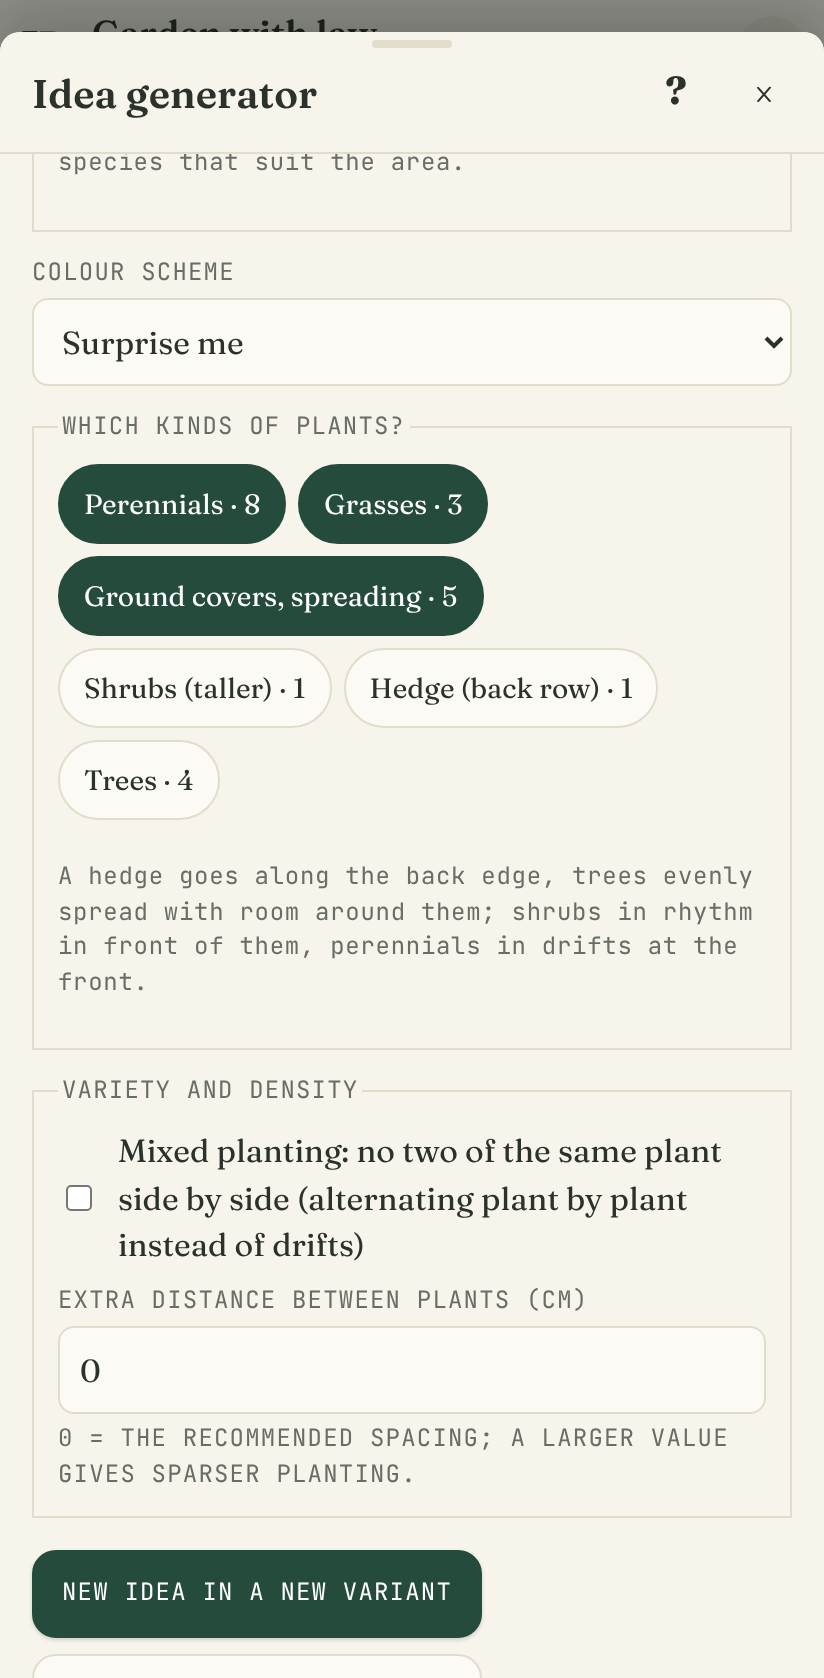 Garden with low
Idea generator ? ×
species that suit the area.
COLOUR SCHEME
Surprise me
WHICH KINDS OF PLANTS?
Perennials · 8 Grasses · 3
Ground covers, spreading · 5
Shrubs (taller) · 1 Hedge (back row) · 1
Trees · 4
A hedge goes along the back edge, trees evenly
spread with room around them; shrubs in rhythm
in front of them, perennials in drifts at the
front.
VARIETY AND DENSITY
Mixed planting: no two of the same plant
side by side (alternating plant by plant
instead of drifts)
EXTRA DISTANCE BETWEEN PLANTS (CM)
0
0 = THE RECOMMENDED SPACING; A LARGER VALUE
GIVES SPARSER PLANTING.
NEW IDEA IN A NEW VARIANT